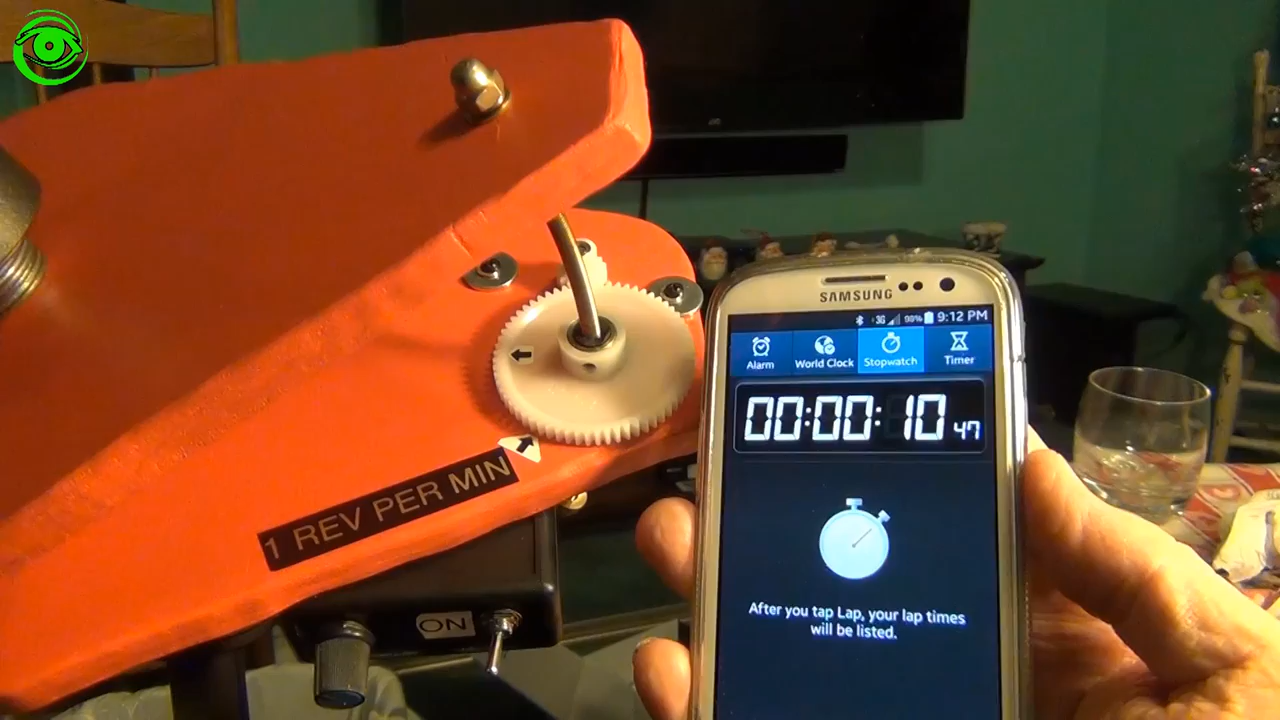 1 REV PER MIN
ON
SAMSUNG
3G 98% 9:12 PM
Alarm World Clock Stopwatch Timer
00:00:10 47
After you tap Lap, your lap times
will be listed.